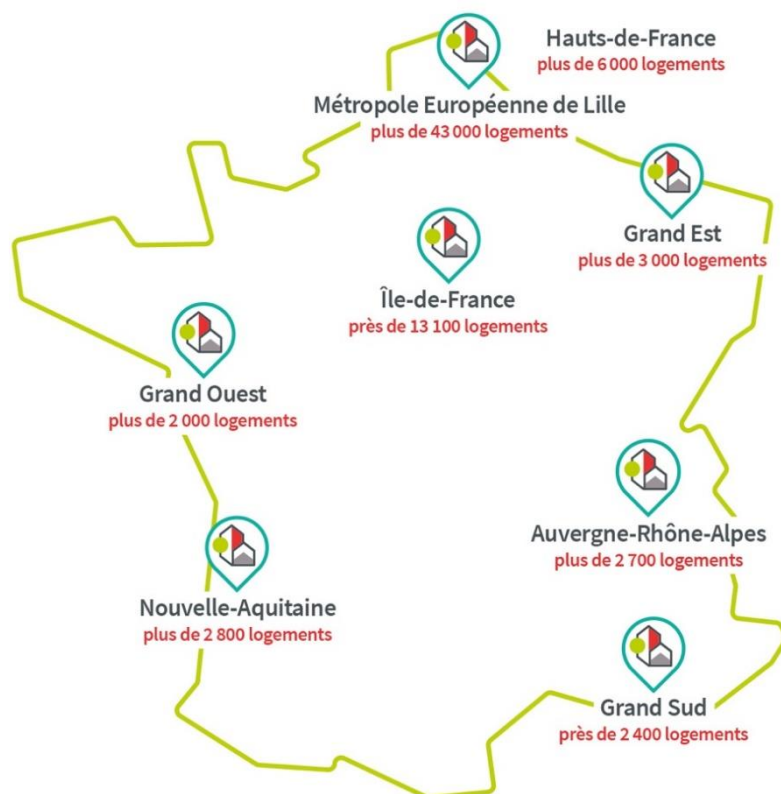 Hauts-de-France
plus de 6 000 logements
Métropole Européenne de Lille
plus de 43 000 logements
Grand Est
plus de 3 000 logements
Île-de-France
près de 13 100 logements
Grand Ouest
plus de 2 000 logements
Auvergne-Rhône-Alpes
plus de 2 700 logements
Nouvelle-Aquitaine
plus de 2 800 logements
Grand Sud
près de 2 400 logements